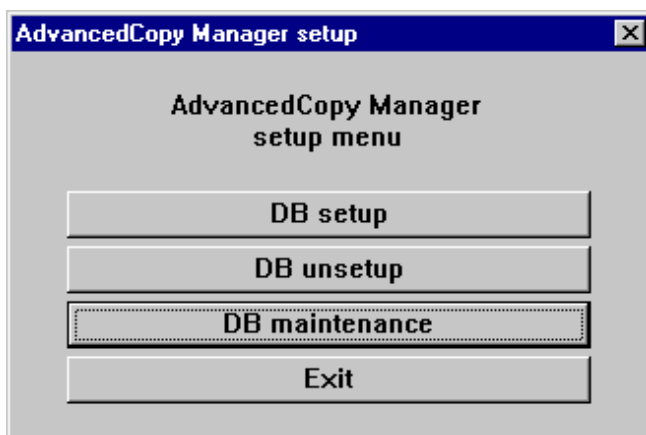 AdvancedCopy Manager setup
AdvancedCopy Manager
setup menu
DB setup
DB unsetup
DB maintenance
Exit